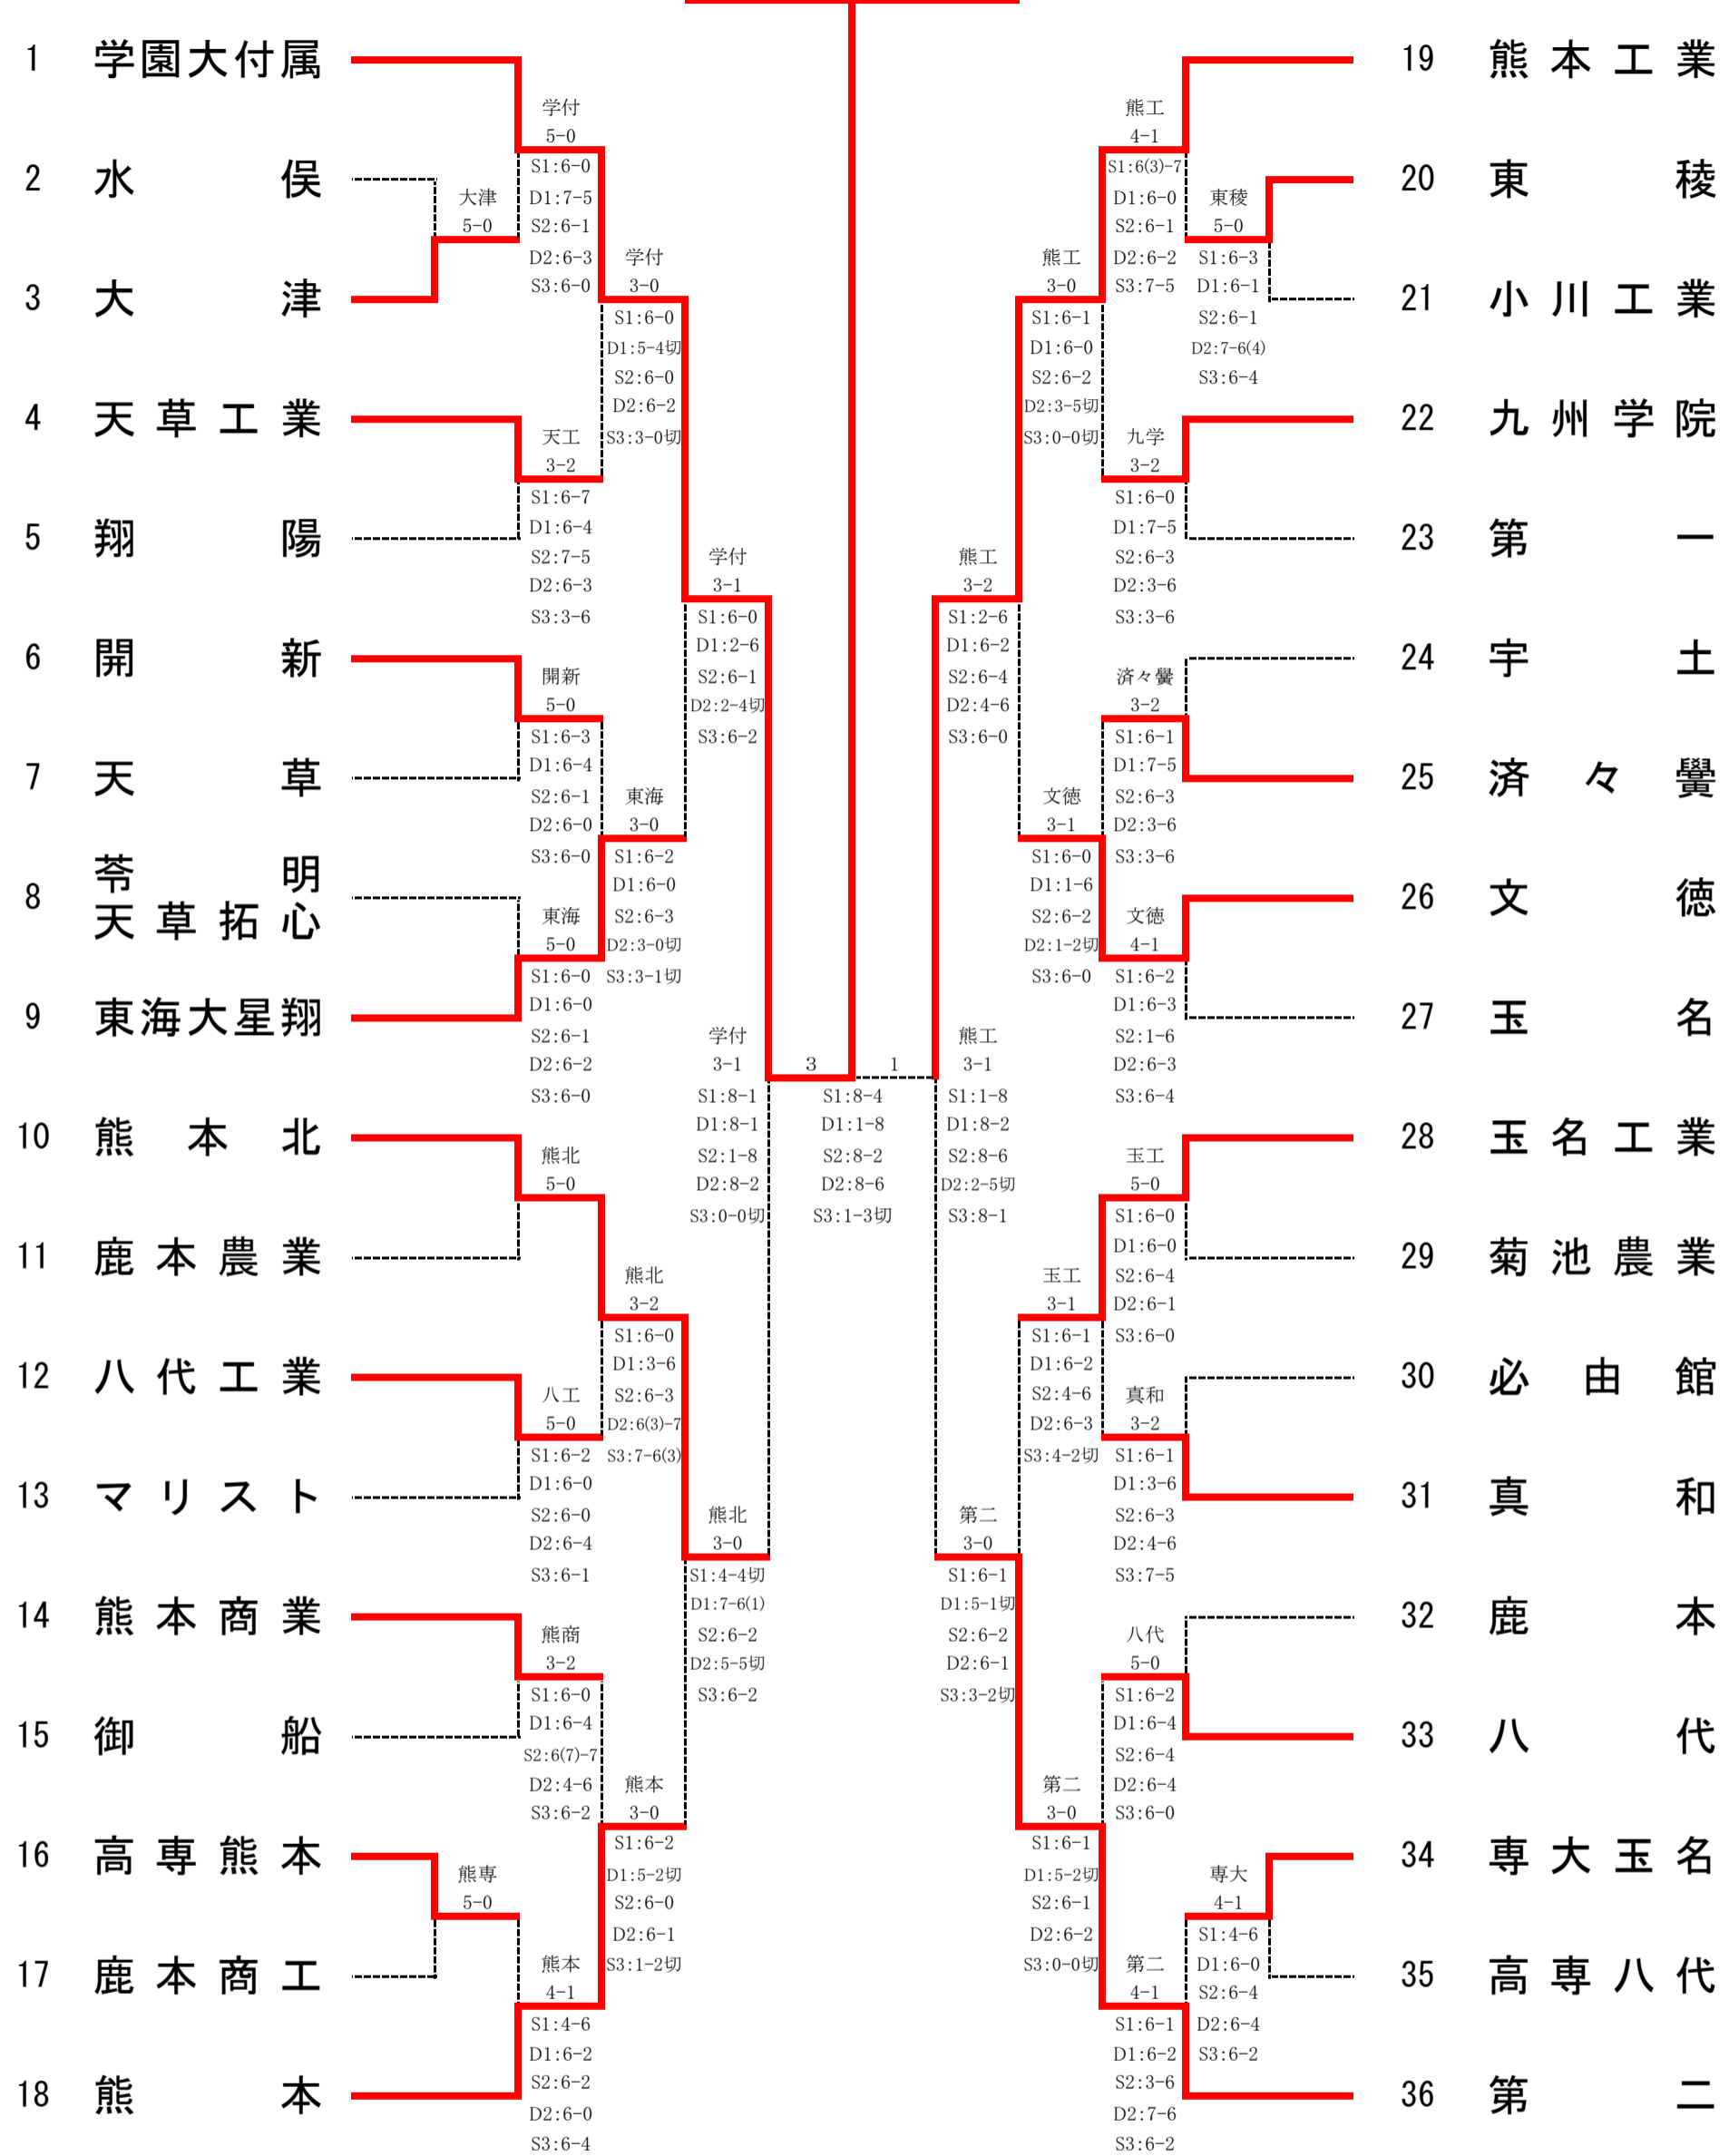 1 学園大付属
2 水俣
3 大津
4 天草工業
5 翔陽
6 開新
7 天草
8 苓明
天草拓心
9 東海大星翔
10 熊本北
11 鹿本農業
12 八代工業
13 マリスト
14 熊本商業
15 御船
16 高専熊本
17 鹿本商工
18 熊本
大津
5-0
熊専
5-0
学付
5-0
S1:6-0
D1:7-5
S2:6-1
D2:6-3
S3:6-0
天工
3-2
S1:6-7
D1:6-4
S2:7-5
D2:6-3
S3:3-6
開新
5-0
S1:6-3
D1:6-4
S2:6-1
D2:6-0
S3:6-0
東海
5-0
S1:6-0
D1:6-0
S2:6-1
D2:6-2
S3:6-0
熊北
5-0
八工
5-0
S1:6-2
D1:6-0
S2:6-0
D2:6-4
S3:6-1
熊商
3-2
S1:6-0
D1:6-4
S2:6(7)-7
D2:4-6
S3:6-2
熊本
4-1
S1:4-6
D1:6-2
S2:6-2
D2:6-0
S3:6-4
学付
3-0
S1:6-0
D1:5-4切
S2:6-0
D2:6-2
S3:3-0切
東海
3-0
S1:6-2
D1:6-0
S2:6-3
D2:3-0切
S3:3-1切
熊北
3-2
S1:6-0
D1:3-6
S2:6-3
D2:6(3)-7
S3:7-6(3)
熊本
3-0
S1:6-2
D1:5-2切
S2:6-0
D2:6-1
S3:1-2切
学付
3-1
S1:6-0
D1:2-6
S2:6-1
D2:2-4切
S3:6-2
熊北
3-0
S1:4-4切
D1:7-6(1)
S2:6-2
D2:5-5切
S3:6-2
学付
3-1
S1:8-1
D1:8-1
S2:1-8
D2:8-2
S3:0-0切
3 1
S1:8-4
D1:1-8
S2:8-2
D2:8-6
S3:1-3切
熊工
3-1
S1:1-8
D1:8-2
S2:8-6
D2:2-5切
S3:8-1
熊工
3-2
S1:2-6
D1:6-2
S2:6-4
D2:4-6
S3:6-0
第二
3-0
S1:6-1
D1:5-1切
S2:6-2
D2:6-1
S3:3-2切
熊工
3-0
S1:6-1
D1:6-0
S2:6-2
D2:3-5切
S3:0-0切
文徳
3-1
S1:6-0
D1:1-6
S2:6-2
D2:1-2切
S3:6-0
玉工
3-1
S1:6-1
D1:6-2
S2:4-6
D2:6-3
S3:4-2切
第二
3-0
S1:6-1
D1:5-2切
S2:6-1
D2:6-2
S3:0-0切
熊工
4-1
S1:6(3)-7
D1:6-0
S2:6-1
D2:6-2
S3:7-5
九学
3-2
S1:6-0
D1:7-5
S2:6-3
D2:3-6
S3:3-6
済々黌
3-2
S1:6-1
D1:7-5
S2:6-3
D2:3-6
S3:3-6
文徳
4-1
S1:6-2
D1:6-3
S2:1-6
D2:6-3
S3:6-4
玉工
5-0
S1:6-0
D1:6-0
S2:6-4
D2:6-1
S3:6-0
真和
3-2
S1:6-1
D1:3-6
S2:6-3
D2:4-6
S3:7-5
八代
5-0
S1:6-2
D1:6-4
S2:6-4
D2:6-4
S3:6-0
第二
4-1
S1:6-1
D1:6-2
S2:3-6
D2:7-6
S3:6-2
東稜
5-0
S1:6-3
D1:6-1
S2:6-1
D2:7-6(4)
S3:6-4
専大
4-1
S1:4-6
D1:6-0
S2:6-4
D2:6-4
S3:6-2
19 熊本工業
20 東稜
21 小川工業
22 九州学院
23 第一
24 宇土
25 済々黌
26 文徳
27 玉名
28 玉名工業
29 菊池農業
30 必由館
31 真和
32 鹿本
33 八代
34 専大玉名
35 高専八代
36 第二